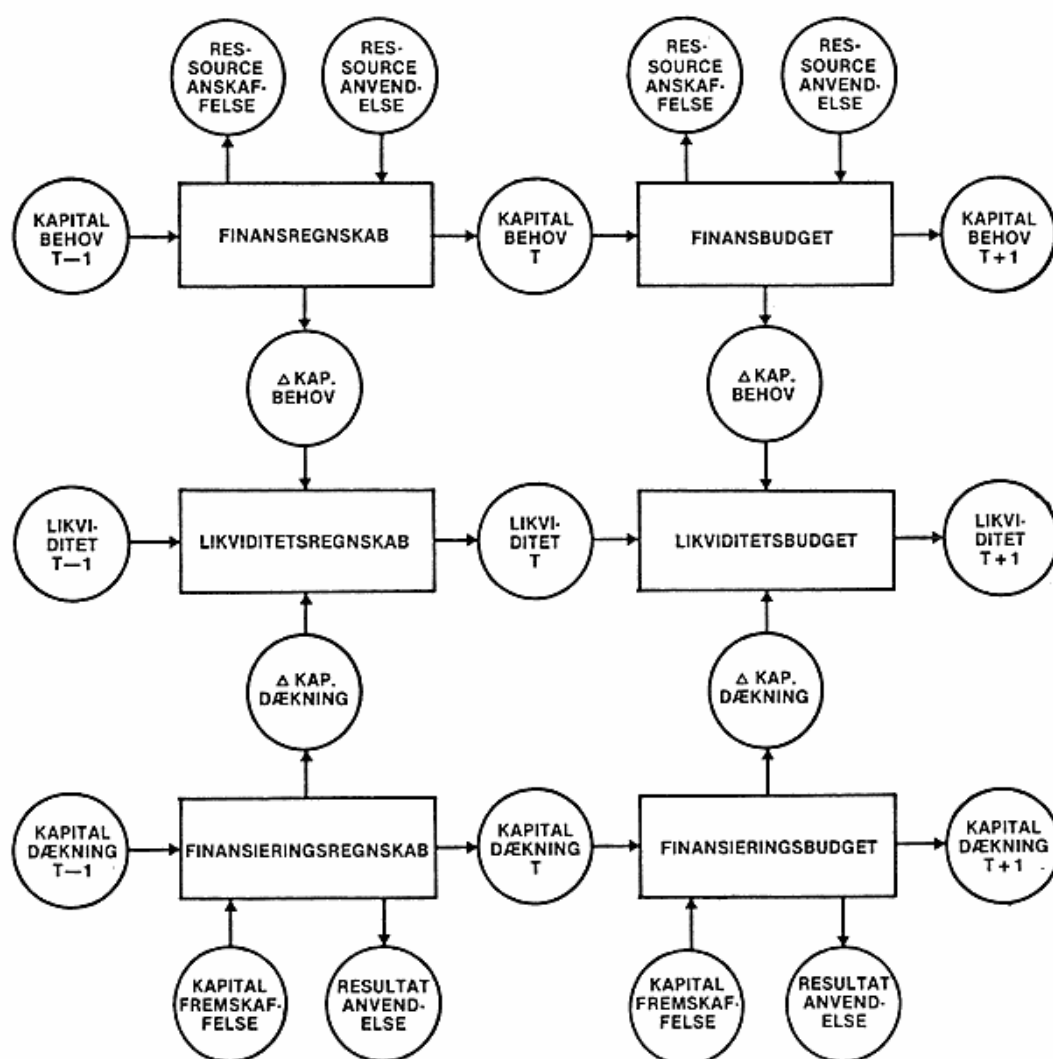 RES-
SOURCE
ANSKAF-
FELSE
RES-
SOURCE
ANVEND-
ELSE
RES-
SOURCE
ANSKAF-
FELSE
RES-
SOURCE
ANVEND-
ELSE
KAPITAL
BEHOV
T—1
FINANSREGNSKAB
KAPITAL
BEHOV
T
FINANSBUDGET
KAPITAL
BEHOV
T+1
Δ KAP.
BEHOV
Δ KAP.
BEHOV
LIKVI-
DITET
T—1
LIKVIDITETSREGNSKAB
LIKVI-
DITET
T
LIKVIDITETSBUDGET
LIKVI-
DITET
T+1
Δ KAP.
DÆKNING
Δ KAP.
DÆKNING
KAPITAL
DÆKNING
T—1
FINANSIERINGSREGNSKAB
KAPITAL
DÆKNING
T
FINANSIERINGSBUDGET
KAPITAL
DÆKNING
T+1
KAPITAL
FREMSKAF-
FELSE
RESULTAT
ANVEND-
ELSE
KAPITAL
FREMSKAF-
FELSE
RESULTAT
ANVEND-
ELSE